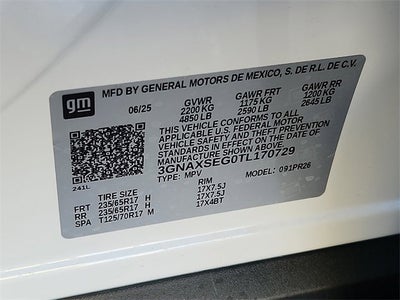 gm
MFD BY GENERAL MOTORS DE MEXICO, S. DE R.L. DE C.V.
06/25 GVWR GAWR FRT GAWR RR
2200 KG 1175 KG 1200 KG
4850 LB 2590 LB 2645 LB
THIS VEHICLE CONFORMS TO ALL
APPLICABLE U.S. FEDERAL MOTOR
VEHICLE SAFETY AND THEFT PREVENTION
STANDARDS IN EFFECT ON THE DATE OF
MANUFACTURE SHOWN ABOVE.
3GNAXSEG0TL170729
TYPE: MPV MODEL: 091PR26
241L
TIRE SIZE RIM
FRT 235/65R17 H 17X7.5J
RR 235/65R17 H 17X7.5J
SPA T125/70R17 M 17X4BT